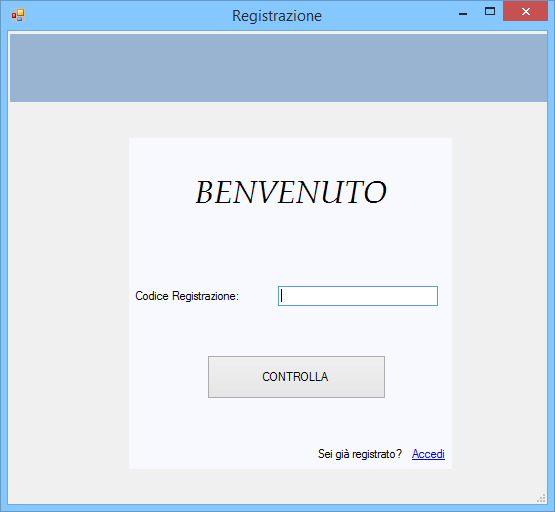 Registrazione
BENVENUTO
Codice Registrazione:
CONTROLLA
Sei già registrato? Accedi